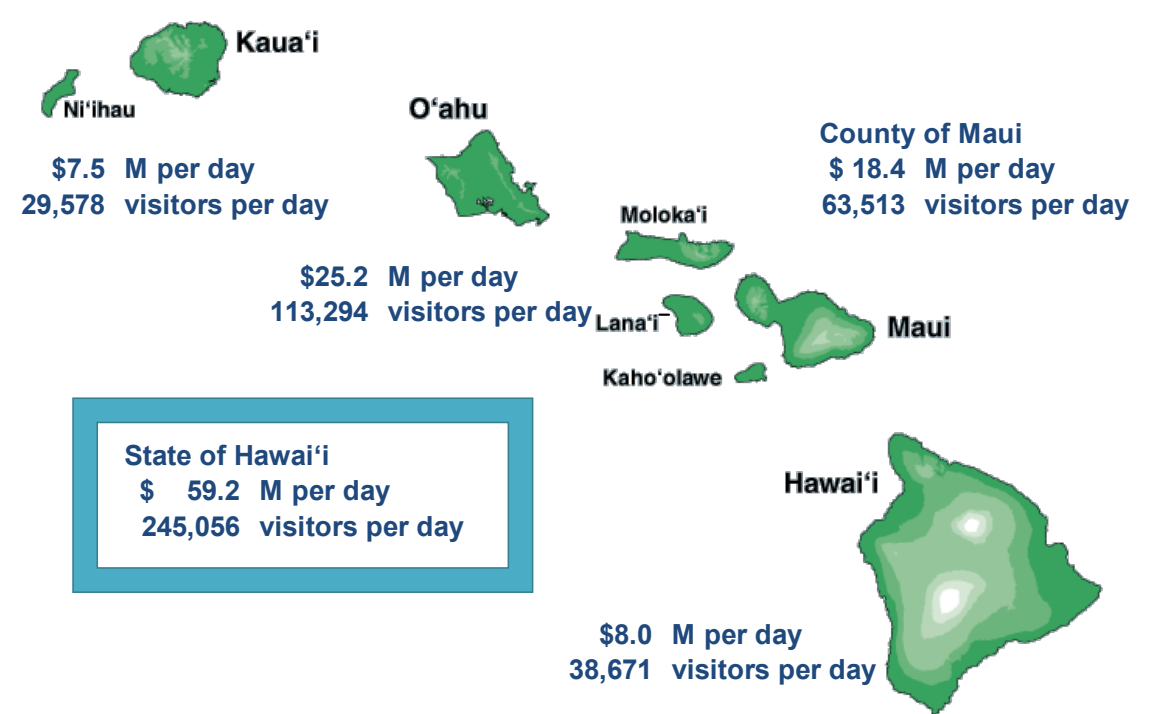 Kaua‘i
Ni‘ihau
$7.5 M per day
29,578 visitors per day
O‘ahu
$25.2 M per day
113,294 visitors per day
County of Maui
$ 18.4 M per day
63,513 visitors per day
Moloka‘i
Lana‘i
Maui
Kaho‘olawe
State of Hawai‘i
$ 59.2 M per day
245,056 visitors per day
Hawai‘i
$8.0 M per day
38,671 visitors per day